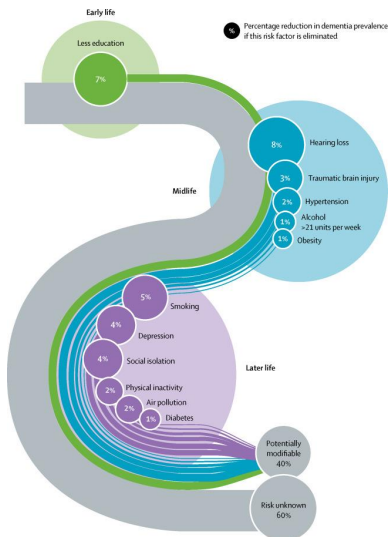 Early life
% Percentage reduction in dementia prevalence
if this risk factor is eliminated
Less education
7%
8%
Hearing loss
3%
Traumatic brain injury
Midlife
2%
Hypertension
1%
Alcohol
>21 units per week
1%
Obesity
5%
Smoking
4%
Depression
4%
Social isolation
Later life
2%
Physical inactivity
2%
Air pollution
1%
Diabetes
Potentially
modifiable
40%
Risk unknown
60%